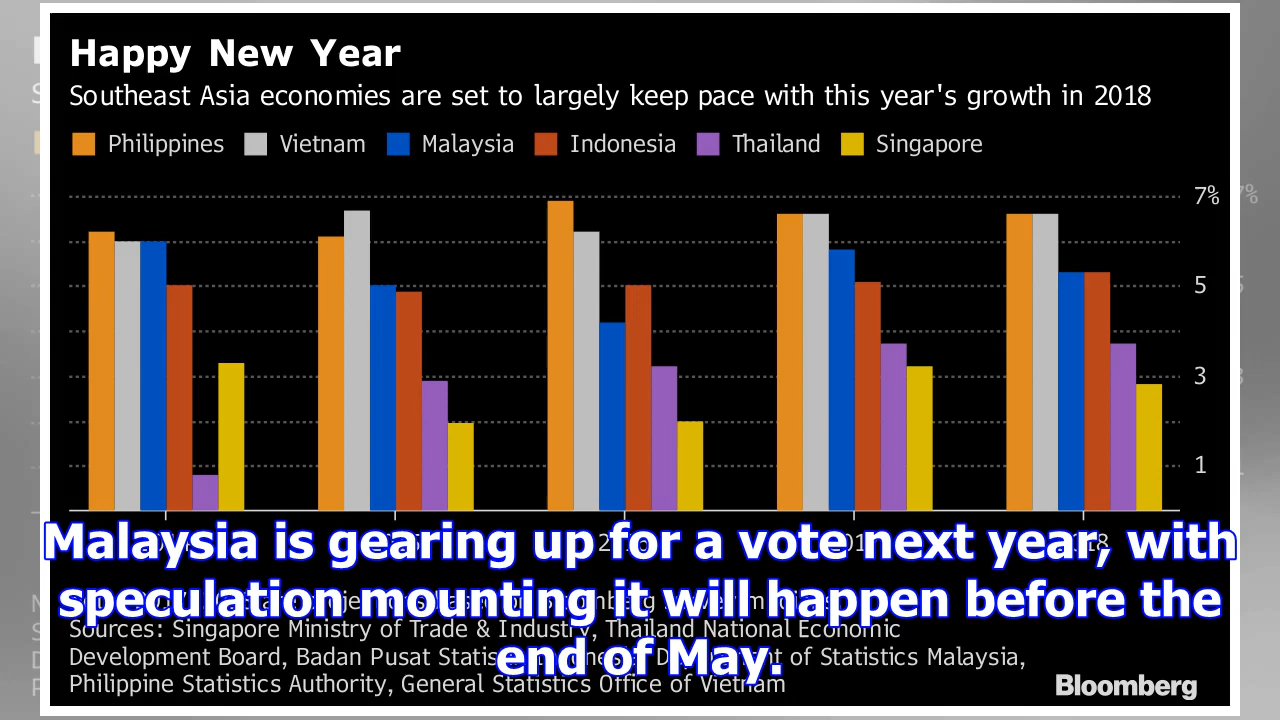 Happy New Year
Southeast Asia economies are set to largely keep pace with this year's growth in 2018
Philippines Vietnam Malaysia Indonesia Thailand Singapore
7%
5
3
1
Malaysia is gearing up for a vote next year, with
speculation mounting it will happen before the
end of May.
Sources: Singapore Ministry of Trade & Industry, Thailand National Economic
Development Board, Badan Pusat of Statistics Malaysia,
Philippine Statistics Authority, General Statistics Office of Vietnam
Bloomberg